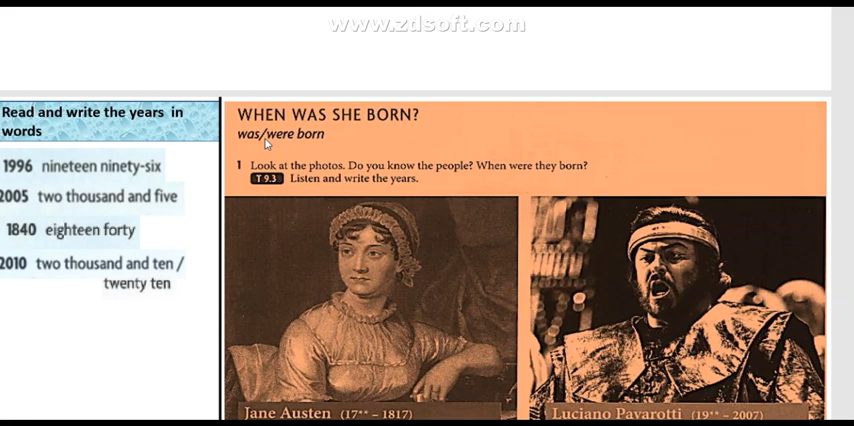 www.zdsoft.com
Read and write the years in
words
1996 nineteen ninety-six
2005 two thousand and five
1840 eighteen forty
2010 two thousand and ten /
twenty ten
WHEN WAS SHE BORN?
was/were born
1 Look at the photos. Do you know the people? When were they born?
T 9.3 Listen and write the years.
Jane Austen (17** – 1817)
Luciano Pavarotti (19** – 2007)